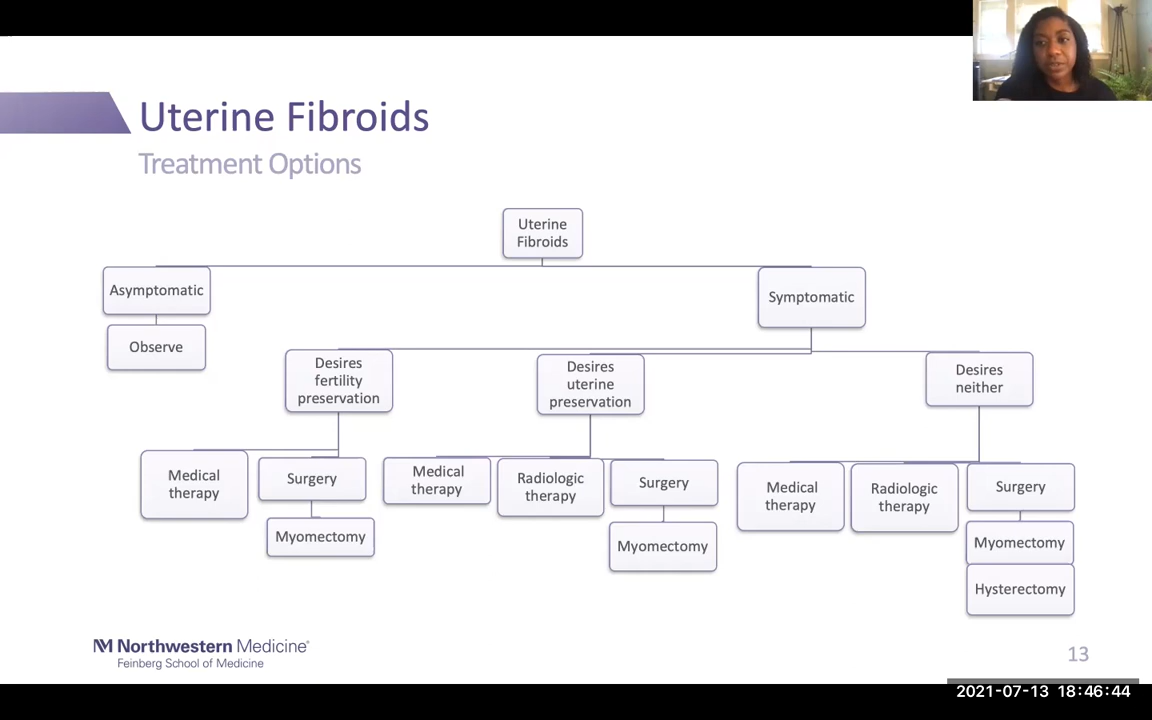 Uterine Fibroids
Treatment Options
Uterine
Fibroids
Asymptomatic
Symptomatic
Observe
Desires
fertility
preservation
Desires
uterine
preservation
Desires
neither
Medical
therapy
Surgery
Myomectomy
Medical
therapy
Radiologic
therapy
Surgery
Myomectomy
Medical
therapy
Radiologic
therapy
Surgery
Myomectomy
Hysterectomy
NM Northwestern Medicine®
Feinberg School of Medicine
13
2021-07-13 18:46:44